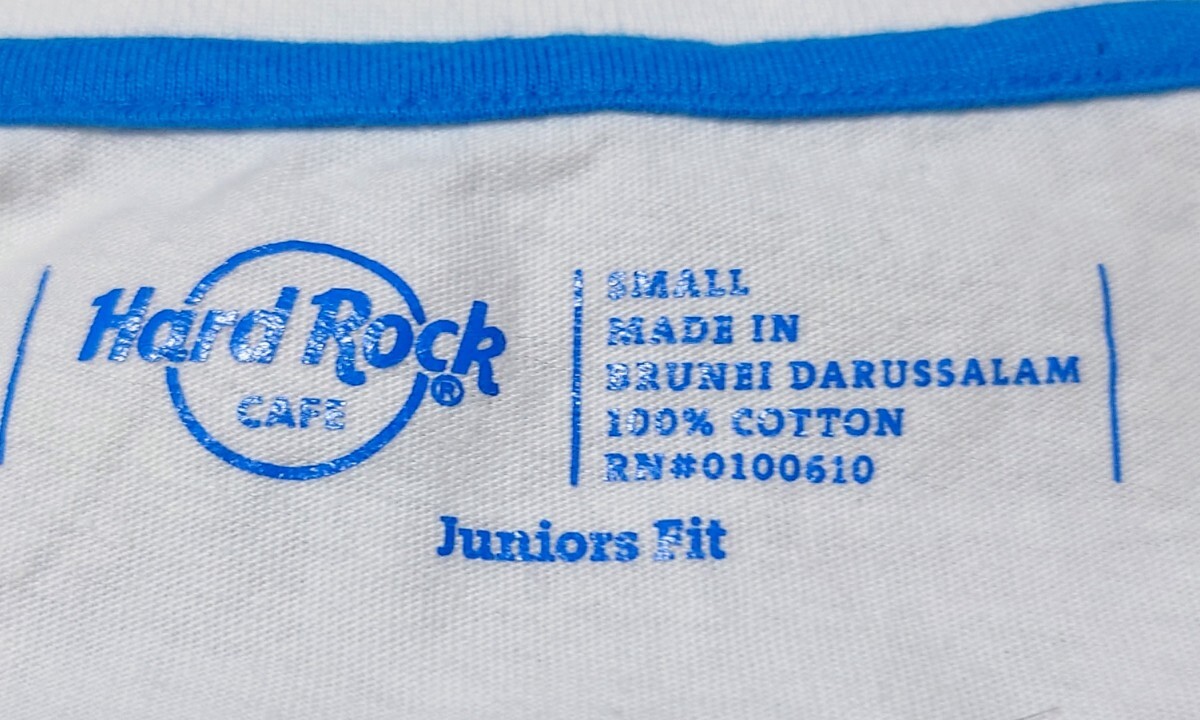 Hard Rock
CAFE
®
SMALL
MADE IN
BRUNEI DARUSSALAM
100% COTTON
RN#0100610
Juniors Fit